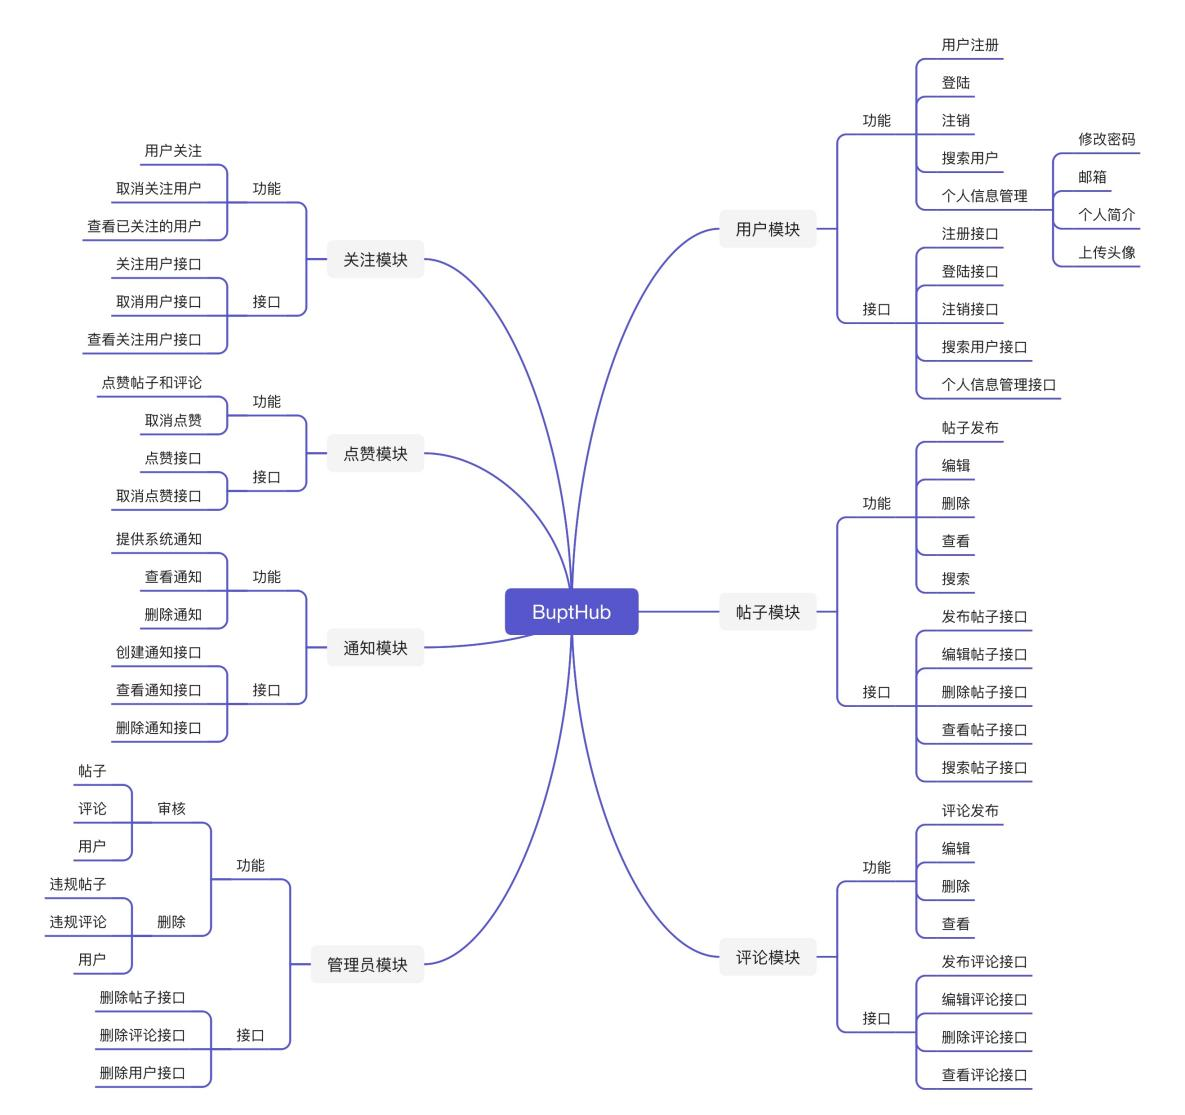 BuptHub
用户模块
功能
用户注册
登陆
注销
搜索用户
个人信息管理
修改密码
邮箱
个人简介
上传头像
接口
注册接口
登陆接口
注销接口
搜索用户接口
个人信息管理接口
帖子模块
功能
帖子发布
编辑
删除
查看
搜索
接口
发布帖子接口
编辑帖子接口
删除帖子接口
查看帖子接口
搜索帖子接口
评论模块
功能
评论发布
编辑
删除
查看
接口
发布评论接口
编辑评论接口
删除评论接口
查看评论接口
关注模块
功能
用户关注
取消关注用户
查看已关注的用户
接口
关注用户接口
取消用户接口
查看关注用户接口
点赞模块
功能
点赞帖子和评论
取消点赞
接口
点赞接口
取消点赞接口
通知模块
功能
提供系统通知
查看通知
删除通知
接口
创建通知接口
查看通知接口
删除通知接口
管理员模块
功能
审核
帖子
评论
用户
删除
违规帖子
违规评论
用户
接口
删除帖子接口
删除评论接口
删除用户接口